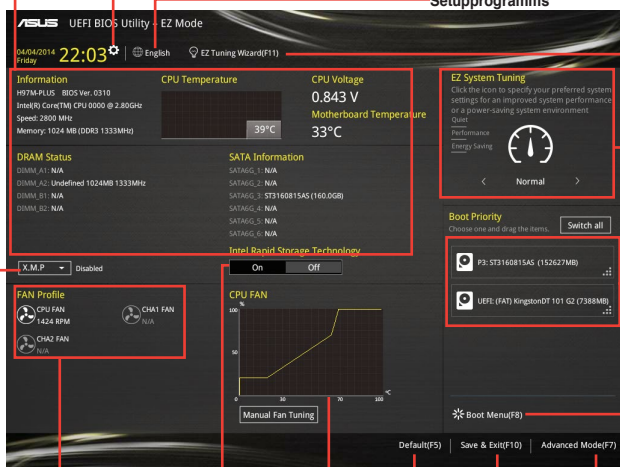 Setupprogramms
ASUS UEFI BIOS Utility – EZ Mode
04/04/2014
Friday
22:03
English
EZ Tuning Wizard(F11)
Information
H97M-PLUS BIOS Ver. 0310
Intel(R) Core(TM) CPU 0000 @ 2.80GHz
Speed: 2800 MHz
Memory: 1024 MB (DDR3 1333MHz)
CPU Temperature
39°C
CPU Voltage
0.843 V
Motherboard Temperature
33°C
EZ System Tuning
Click the icon to specify your preferred system
settings for an improved system performance
or a power-saving system environment
Quiet
Performance
Energy Saving
< Normal >
DRAM Status
DIMM_A1: N/A
DIMM_A2: Undefined 1024MB 1333MHz
DIMM_B1: N/A
DIMM_B2: N/A
SATA Information
SATA6G_1: N/A
SATA6G_2: N/A
SATA6G_3: ST3160815AS (160.0GB)
SATA6G_4: N/A
SATA6G_5: N/A
SATA6G_6: N/A
Intel Rapid Storage Technology
On Off
X.M.P Disabled
Boot Priority
Choose one and drag the items.
Switch all
P3: ST3160815AS (152627MB)
UEFI: (FAT) KingstonDT 101 G2 (7388MB)
FAN Profile
CPU FAN
1424 RPM
CHA1 FAN
N/A
CHA2 FAN
N/A
CPU FAN
%
100
50
0 30 70 100
°C
Manual Fan Tuning
Boot Menu(F8)
Default(F5) Save & Exit(F10) Advanced Mode(F7)